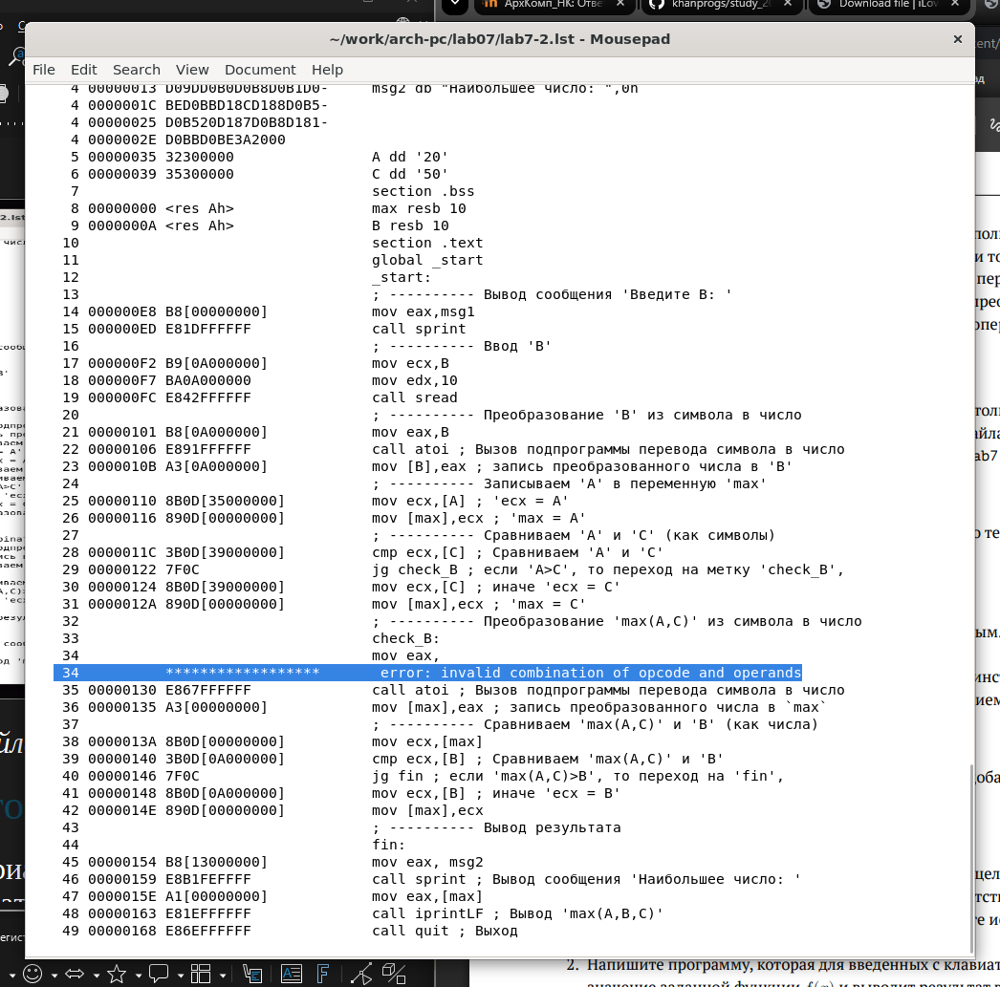 АрхКомп_НК: Отве
khanprogs/study_2
Download file | iLov
~/work/arch-pc/lab07/lab7-2.lst - Mousepad
File Edit Search View Document Help
4 00000013 D09DD0B0D0B8D0B1D0- msg2 db "Наибольшее число: ",0h
4 0000001C BED0BBD18CD188D0B5-
4 00000025 D0B520D187D0B8D181-
4 0000002E D0BBD0BE3A2000
5 00000035 32300000 A dd '20'
6 00000039 35300000 C dd '50'
7 section .bss
8 00000000 <res Ah> max resb 10
9 0000000A <res Ah> B resb 10
10 section .text
11 global _start
12 _start:
13 ; ---------- Вывод сообщения 'Введите B: '
14 000000E8 B8[00000000] mov eax,msg1
15 000000ED E81DFFFFFF call sprint
16 ; ---------- Ввод 'B'
17 000000F2 B9[0A000000] mov ecx,B
18 000000F7 BA0A000000 mov edx,10
19 000000FC E842FFFFFF call sread
20 ; ---------- Преобразование 'B' из символа в число
21 00000101 B8[0A000000] mov eax,B
22 00000106 E891FFFFFF call atoi ; Вызов подпрограммы перевода символа в число
23 0000010B A3[0A000000] mov [B],eax ; запись преобразованного числа в 'B'
24 ; ---------- Записываем 'A' в переменную 'max'
25 00000110 8B0D[35000000] mov ecx,[A] ; 'ecx = A'
26 00000116 890D[00000000] mov [max],ecx ; 'max = A'
27 ; ---------- Сравниваем 'A' и 'С' (как символы)
28 0000011C 3B0D[39000000] cmp ecx,[C] ; Сравниваем 'A' и 'С'
29 00000122 7F0C jg check_B ; если 'A>C', то переход на метку 'check_B',
30 00000124 8B0D[39000000] mov ecx,[C] ; иначе 'ecx = C'
31 0000012A 890D[00000000] mov [max],ecx ; 'max = C'
32 ; ---------- Преобразование 'max(A,C)' из символа в число
33 check_B:
34 mov eax,
34 ****************** error: invalid combination of opcode and operands
35 00000130 E867FFFFFF call atoi ; Вызов подпрограммы перевода символа в число
36 00000135 A3[00000000] mov [max],eax ; запись преобразованного числа в `max`
37 ; ---------- Сравниваем 'max(A,C)' и 'B' (как числа)
38 0000013A 8B0D[00000000] mov ecx,[max]
39 00000140 3B0D[0A000000] cmp ecx,[B] ; Сравниваем 'max(A,C)' и 'B'
40 00000146 7F0C jg fin ; если 'max(A,C)>B', то переход на 'fin',
41 00000148 8B0D[0A000000] mov ecx,[B] ; иначе 'ecx = B'
42 0000014E 890D[00000000] mov [max],ecx
43 ; ---------- Вывод результата
44 fin:
45 00000154 B8[13000000] mov eax, msg2
46 00000159 E8B1FEFFFF call sprint ; Вывод сообщения 'Наибольшее число: '
47 0000015E A1[00000000] mov eax,[max]
48 00000163 E81EFFFFFF call iprintLF ; Вывод 'max(A,B,C)'
49 00000168 E86EFFFFFF call quit ; Выход
2. Напишите программу, которая для введенных с клавиат